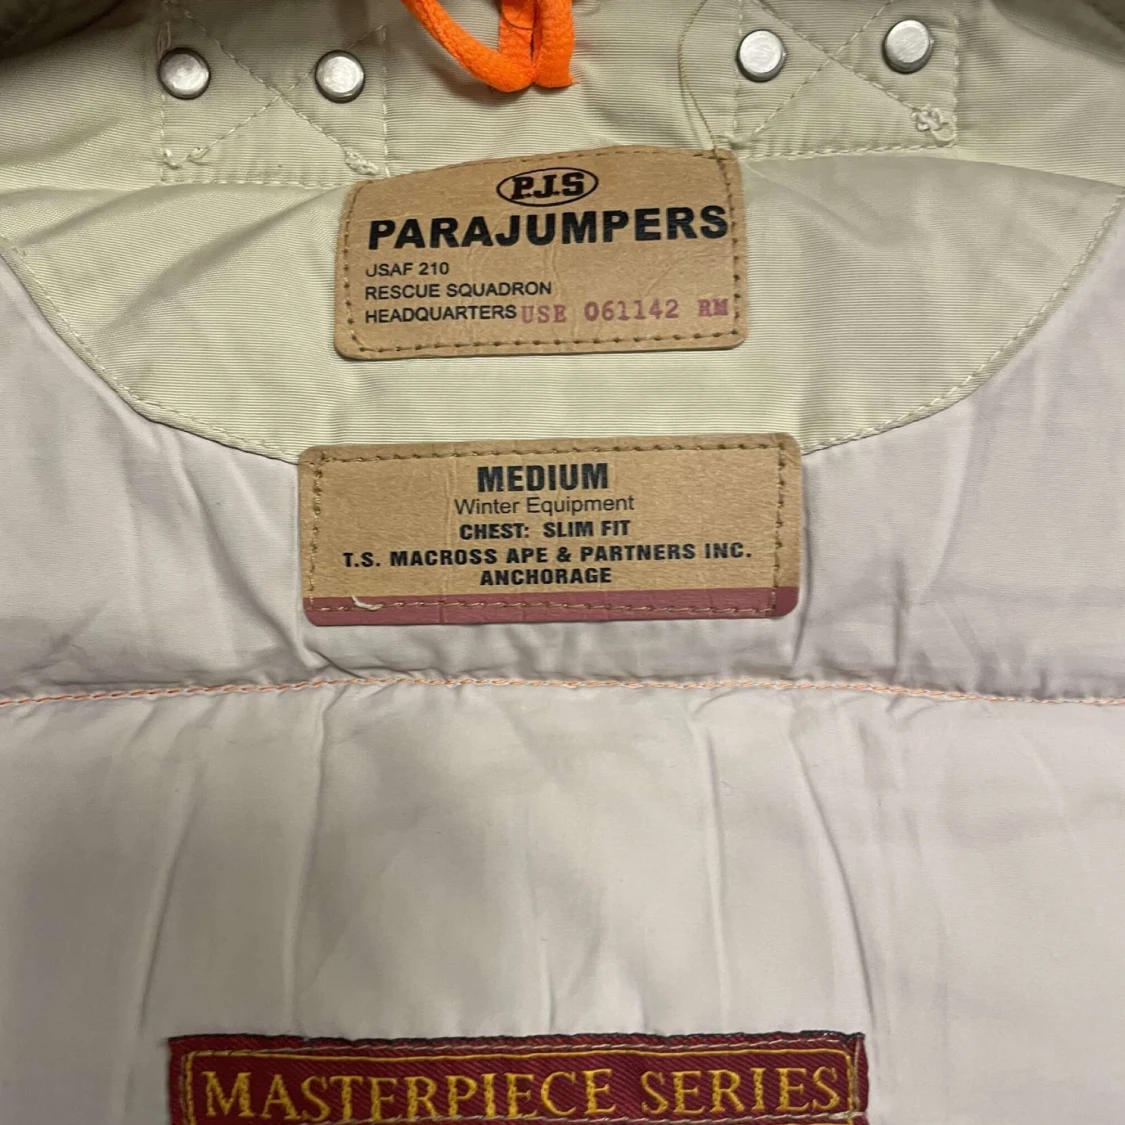 P.J.S
PARAJUMPERS
USAF 210
RESCUE SQUADRON
HEADQUARTERS USE 061142 RM
MEDIUM
Winter Equipment
CHEST: SLIM FIT
T.S. MACROSS APE & PARTNERS INC.
ANCHORAGE
MASTERPIECE SERIES